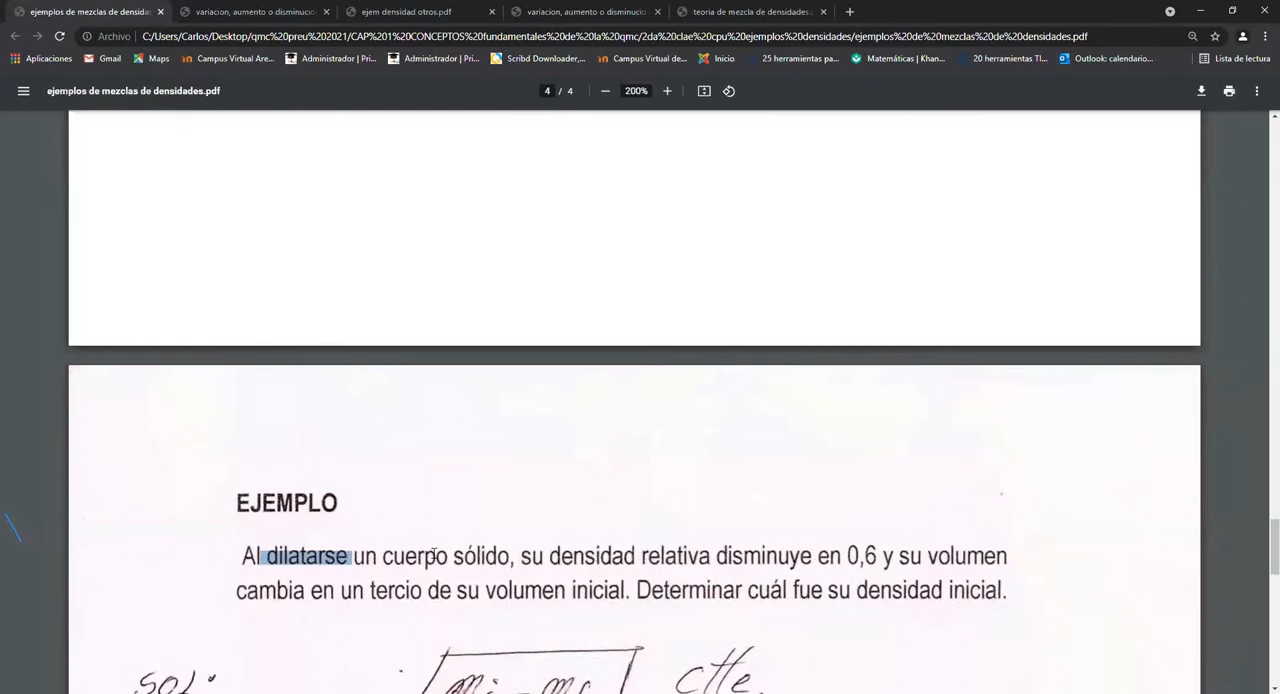 ejemplos de mezclas de densida
variacion, aumento o disminucio
ejem densidad otros.pdf
variacion, aumento o disminucio
teoria de mezcla de densidades.
Archivo
C:/Users/Carlos/Desktop/qmc%20preu%202021/CAP%201%20CONCEPTOS%20fundamentales%20de%20la%20qmc/2da%20clae%20cpu%20ejemplos%20densidades/ejemplos%20de%20mezclas%20de%20densidades.pdf
Aplicaciones
Gmail
Maps
Campus Virtual Are...
Administrador | Pri...
Administrador | Pri...
Scribd Downloader,...
Campus Virtual de...
Inicio
25 herramientas pa...
Matemáticas | Khan...
20 herramientas TI...
Outlook: calendario...
Lista de lectura
ejemplos de mezclas de densidades.pdf
4 / 4
200%
EJEMPLO
Al dilatarse un cuerpo sólido, su densidad relativa disminuye en 0,6 y su volumen
cambia en un tercio de su volumen inicial. Determinar cuál fue su densidad inicial.
SOL:
ctte.